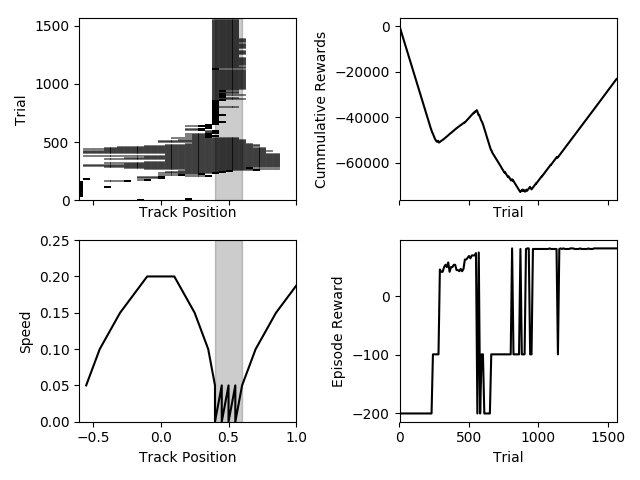 1500
1000
500
0
Trial
Track Position
0
−20000
−40000
−60000
Cummulative Rewards
Trial
0.25
0.20
0.15
0.10
0.05
0.00
Speed
−0.5 0.0 0.5 1.0
Track Position
0
−100
−200
Episode Reward
0 500 1000 1500
Trial